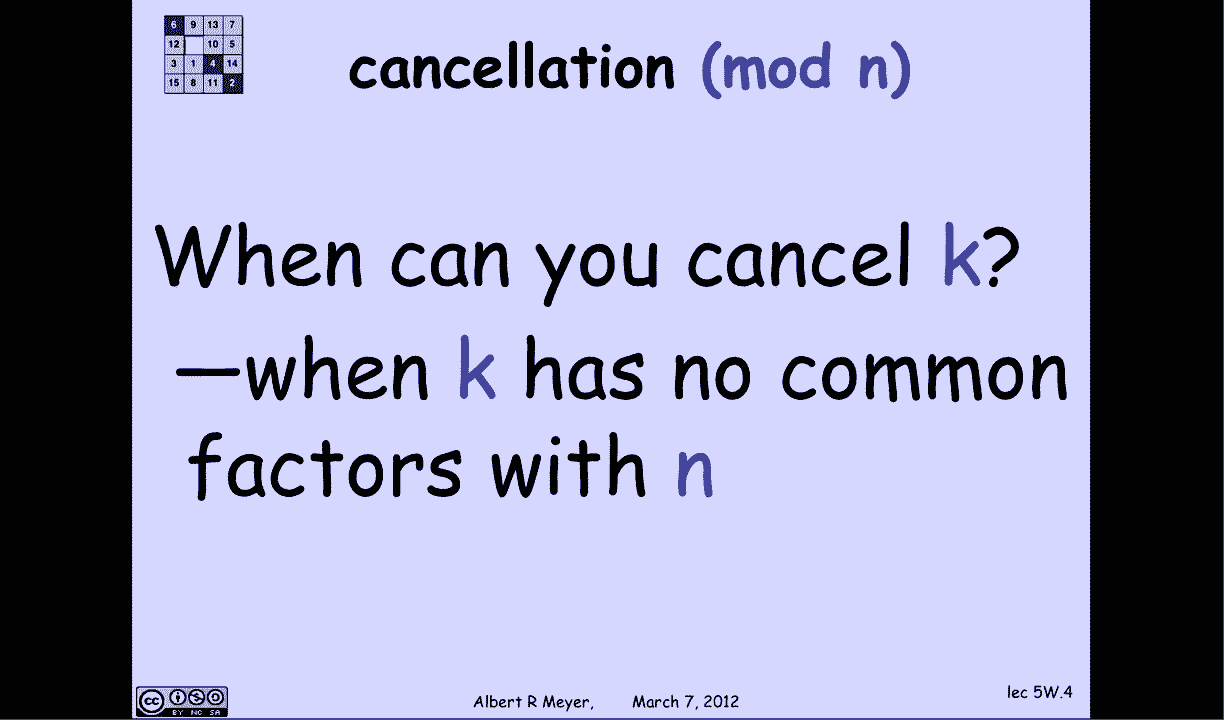 6 9 13 7
12 10 5
3 1 4 14
15 8 11 2
cancellation (mod n)
When can you cancel k?
—when k has no common
factors with n
cc
BY NC SA
Albert R Meyer, March 7, 2012
lec 5W.4